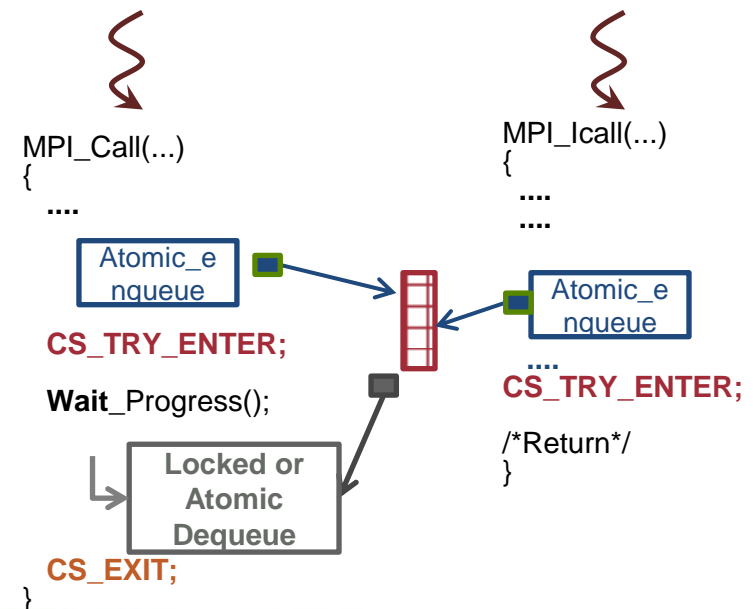 MPI_Call(...)
{
....
Atomic_e
nqueue
CS_TRY_ENTER;
Wait_Progress();
Locked or
Atomic
Dequeue
CS_EXIT;
}
MPI_Icall(...)
{
....
....
Atomic_e
nqueue
....
CS_TRY_ENTER;
/*Return*/
}